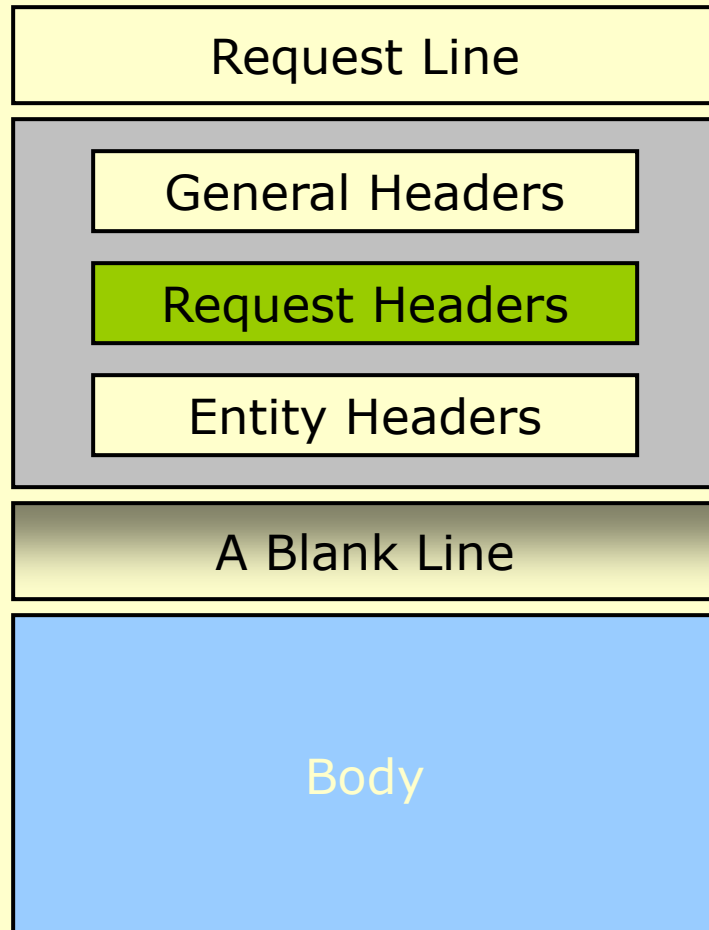 Request Line
General Headers
Request Headers
Entity Headers
A Blank Line
Body